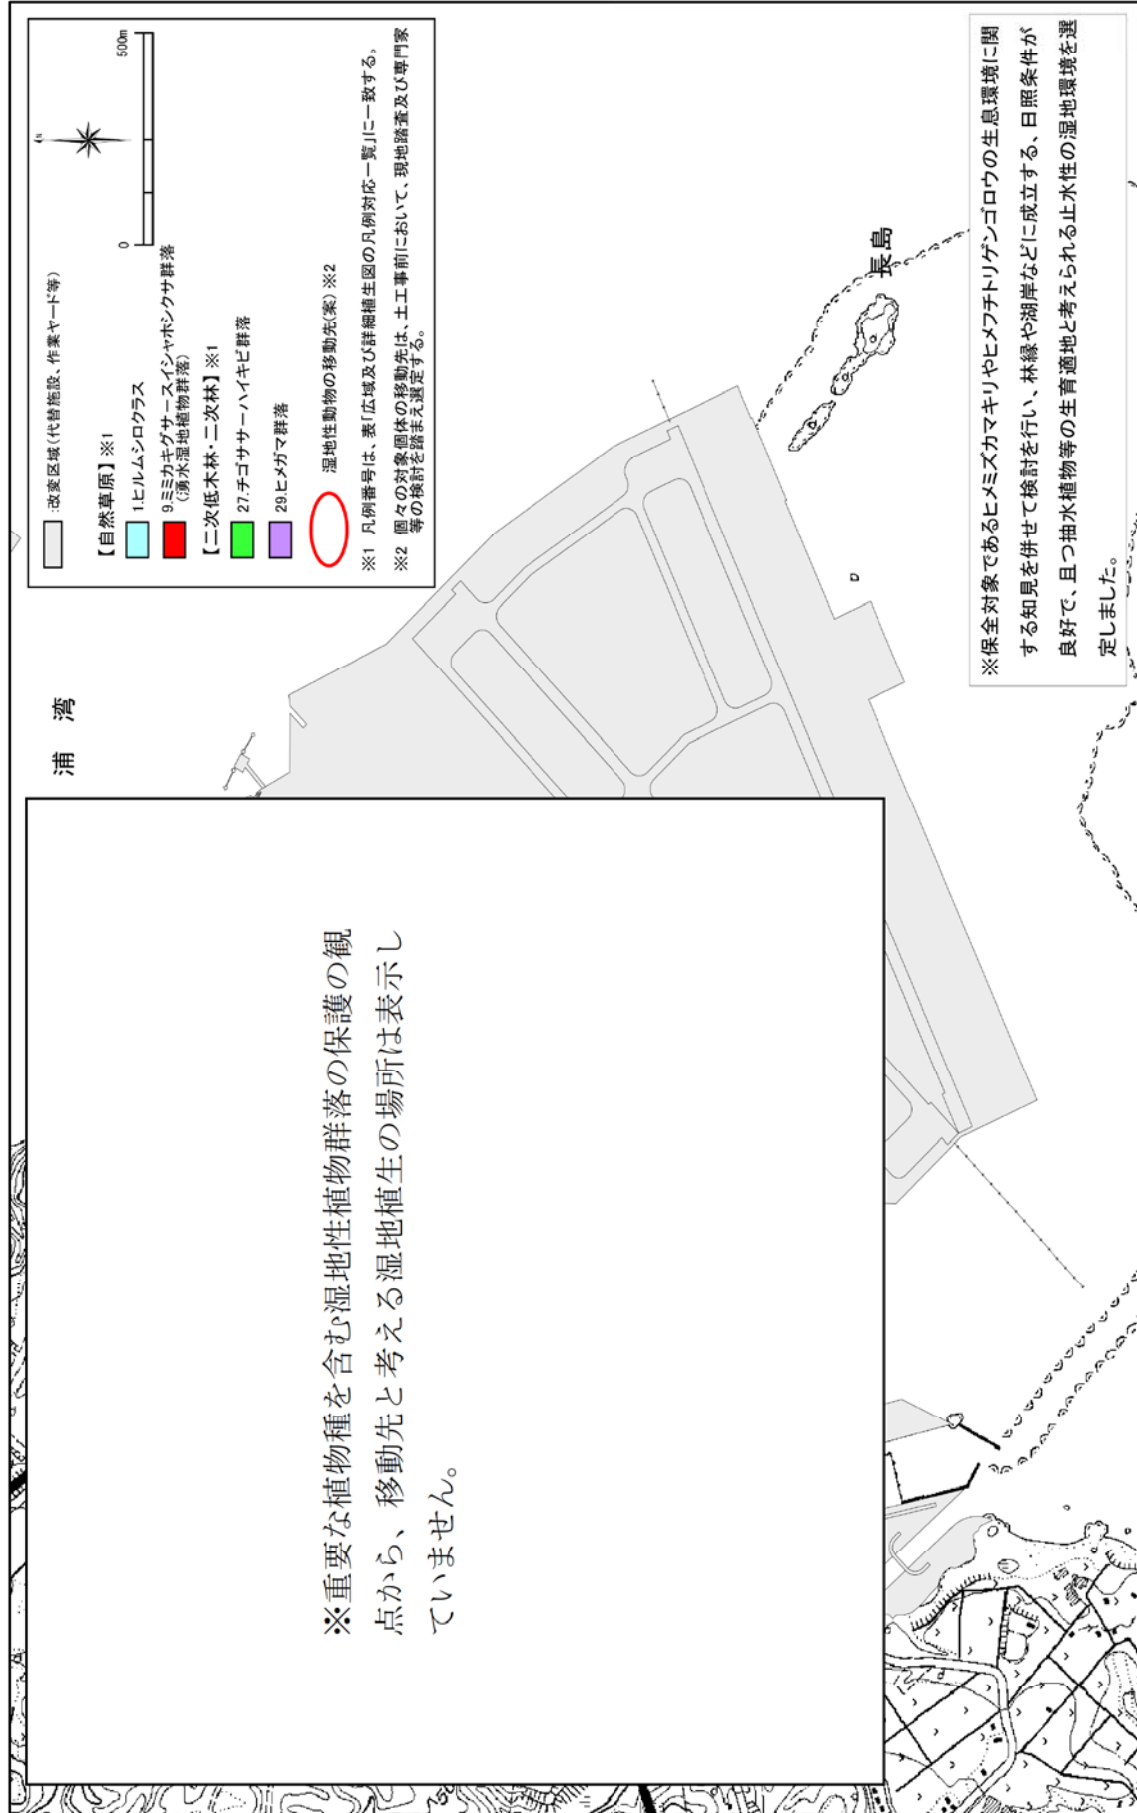 浦 湾
:改変区域(代替施設、作業ヤード等)
【自然草原】※1
1.ヒルムシログラス
9.ミミカキグサースイシャホシクサ群落
(湧水湿地植物群落)
【二次低木林・二次林】※1
27.チゴザサーハイキビ群落
29.ヒメガマ群落
湿地性動物の移動先(案) ※2
※1 凡例番号は、表「広域及び詳細植生図の凡例対応一覧」に一致する。
※2 個々の対象個体の移動先は、土工事前において、現地踏査及び専門家
等の検討を踏まえ選定する。
N
0
500m
長島
※重要な植物種を含む湿地性植物群落の保護の観
点から、移動先と考える湿地植生の場所は表示し
ていません。
※保全対象であるヒメミズカマキリやヒメフチトリゲンゴロウの生息環境に関
する知見を併せて検討を行い、林縁や湖岸などに成立する、日照条件が
良好で、且つ抽水植物等の生育適地と考えられる止水性の湿地環境を選
定しました。